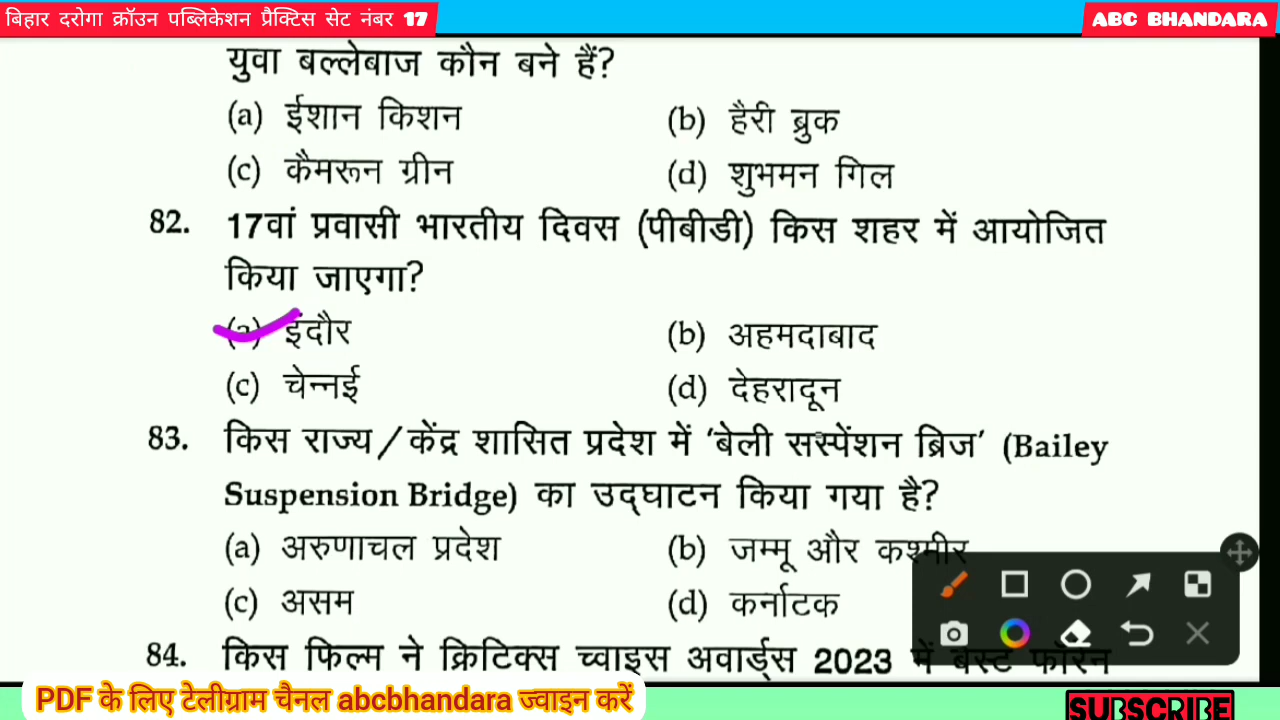 बिहार दरोगा क्रॉउन पब्लिकेशन प्रैक्टिस सेट नंबर 17
ABC BHANDARA
युवा बल्लेबाज कौन बने हैं?
(a) ईशान किशन (b) हैरी ब्रुक
(c) कैमरून ग्रीन (d) शुभमन गिल
82. 17वां प्रवासी भारतीय दिवस (पीबीडी) किस शहर में आयोजित
किया जाएगा?
(a) इंदौर (b) अहमदाबाद
(c) चेन्नई (d) देहरादून
83. किस राज्य/केंद्र शासित प्रदेश में ‘बेली सस्पेंशन ब्रिज’ (Bailey
Suspension Bridge) का उद्घाटन किया गया है?
(a) अरुणाचल प्रदेश (b) जम्मू और कश्मीर
(c) असम (d) कर्नाटक
84. किस फिल्म ने क्रिटिक्स च्वाइस अवार्ड्स 2023 में बेस्ट फॉरेन
PDF के लिए टेलीग्राम चैनल abcbhandara ज्वाइन करें
SUBSCRIBE